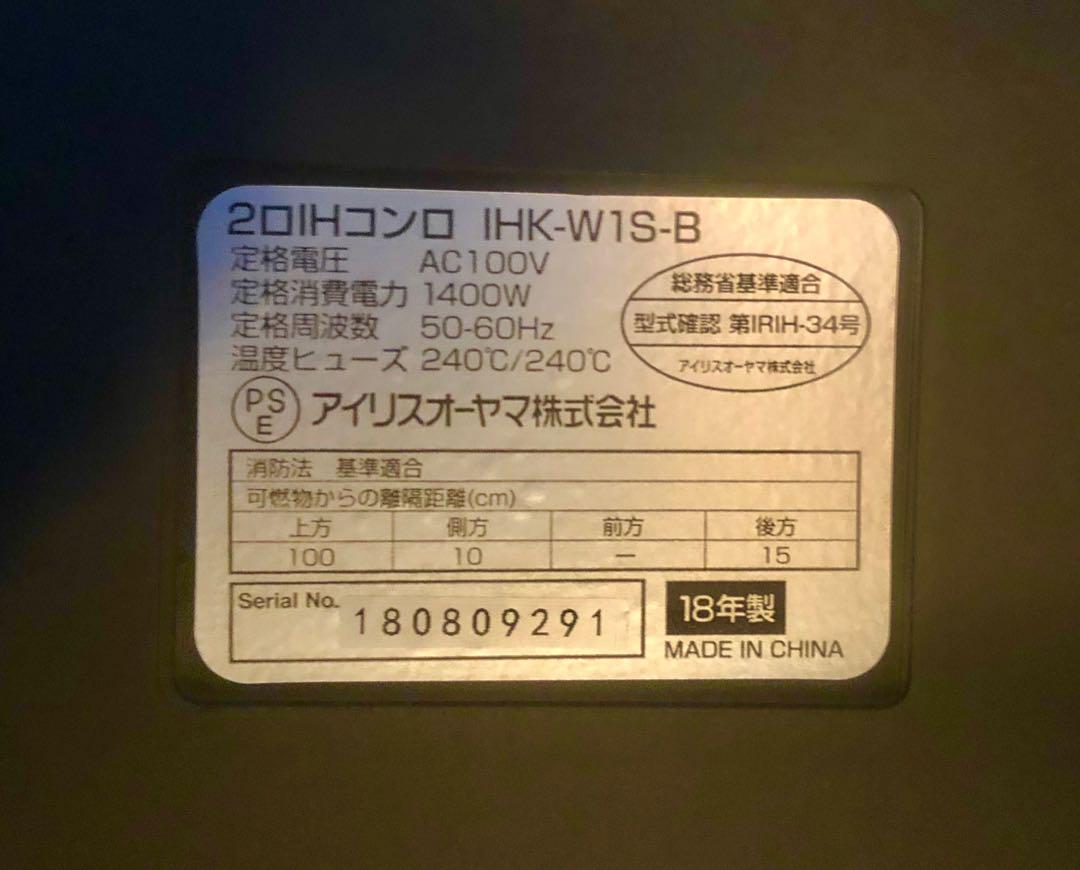 2口IHコンロ IHK-W1S-B
定格電圧 AC100V
定格消費電力 1400W
定格周波数 50-60Hz
温度ヒューズ 240℃/240℃
総務省基準適合
型式確認 第IRIH-34号
アイリスオーヤマ株式会社
PSE アイリスオーヤマ株式会社
消防法 基準適合
可燃物からの離隔距離(cm)
上方 側方 前方 後方
100 10 ー 15
Serial No. 180809291
18年製
MADE IN CHINA